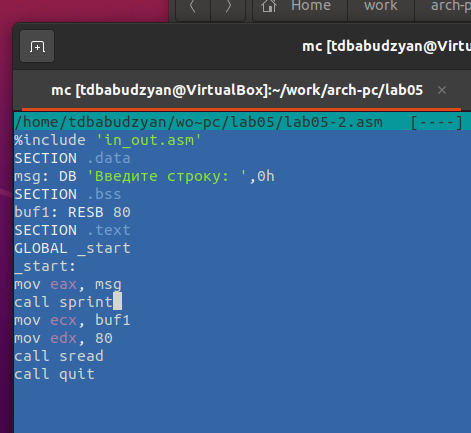 Home work arch-p
mc [tdbabudzyan@Virtu
mc [tdbabudzyan@VirtualBox]:~/work/arch-pc/lab05 ×
/home/tdbabudzyan/wo~pc/lab05/lab05-2.asm [----]
%include 'in_out.asm'
SECTION .data
msg: DB 'Введите строку: ',0h
SECTION .bss
buf1: RESB 80
SECTION .text
GLOBAL _start
_start:
mov eax, msg
call sprint
mov ecx, buf1
mov edx, 80
call sread
call quit